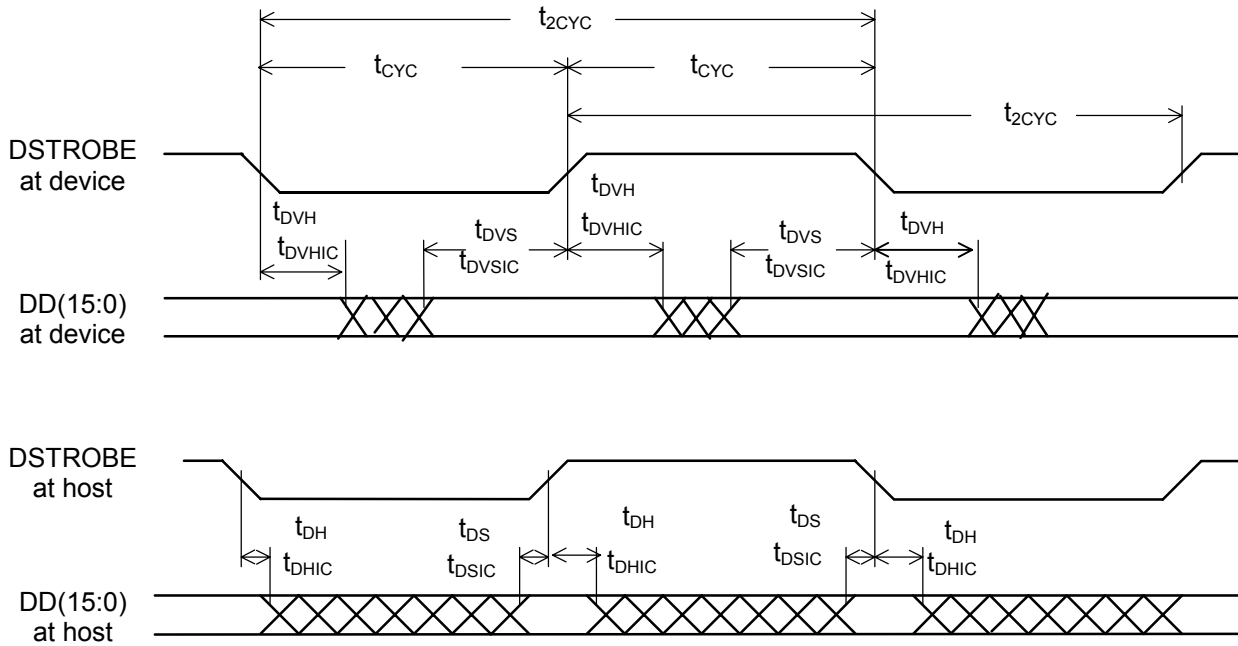 t2CYC
tCYC tCYC
t2CYC
DSTROBE
at device
tDVH tDVH tDVH
tDVHIC tDVS tDVHIC tDVS tDVHIC
tDVSIC tDVSIC
DD(15:0)
at device
DSTROBE
at host
tDH tDS tDH tDS tDH
tDHIC tDSIC tDHIC tDSIC tDHIC
DD(15:0)
at host